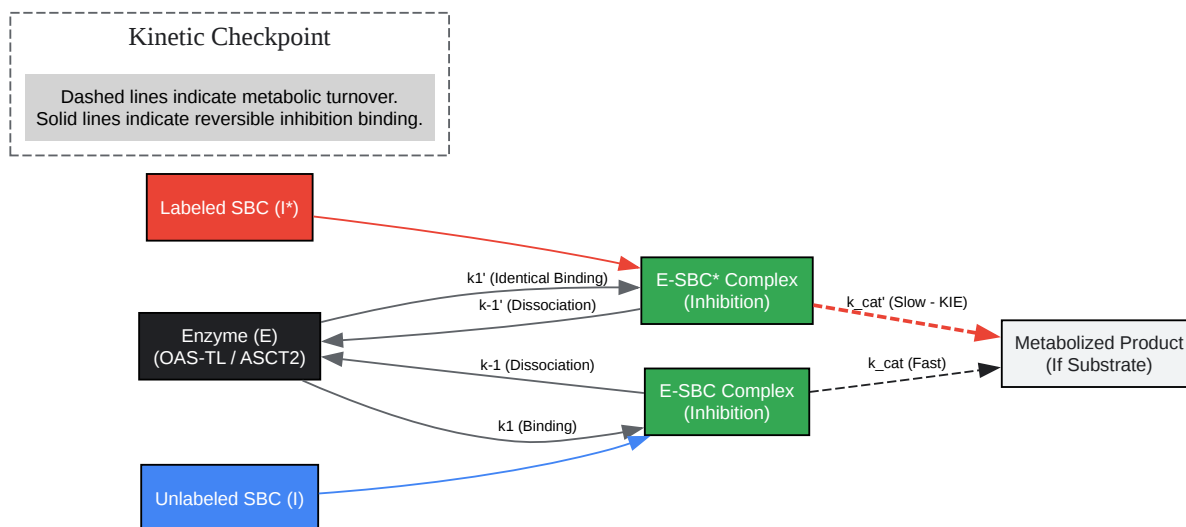 Kinetic Checkpoint
Dashed lines indicate metabolic turnover.
Solid lines indicate reversible inhibition binding.
Labeled SBC (I*)
k1' (Identical Binding)
k-1' (Dissociation)
E-SBC* Complex
(Inhibition)
k_cat' (Slow - KIE)
Enzyme (E)
(OAS-TL / ASCT2)
Metabolized Product
(If Substrate)
k-1 (Dissociation)
k_cat (Fast)
E-SBC Complex
(Inhibition)
k1 (Binding)
Unlabeled SBC (I)